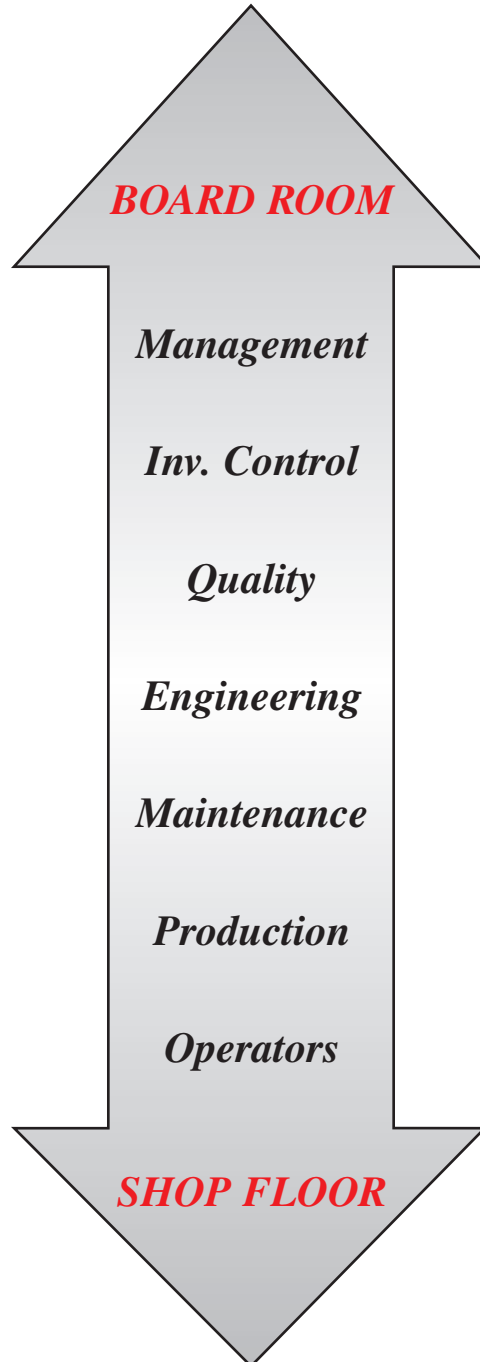 BOARD ROOM
Management
Inv. Control
Quality
Engineering
Maintenance
Production
Operators
SHOP FLOOR